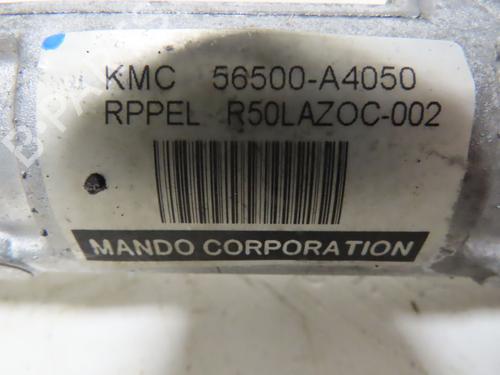 KMC 56500-A4050
RPPEL R50LAZOC-002
MANDO CORPORATION